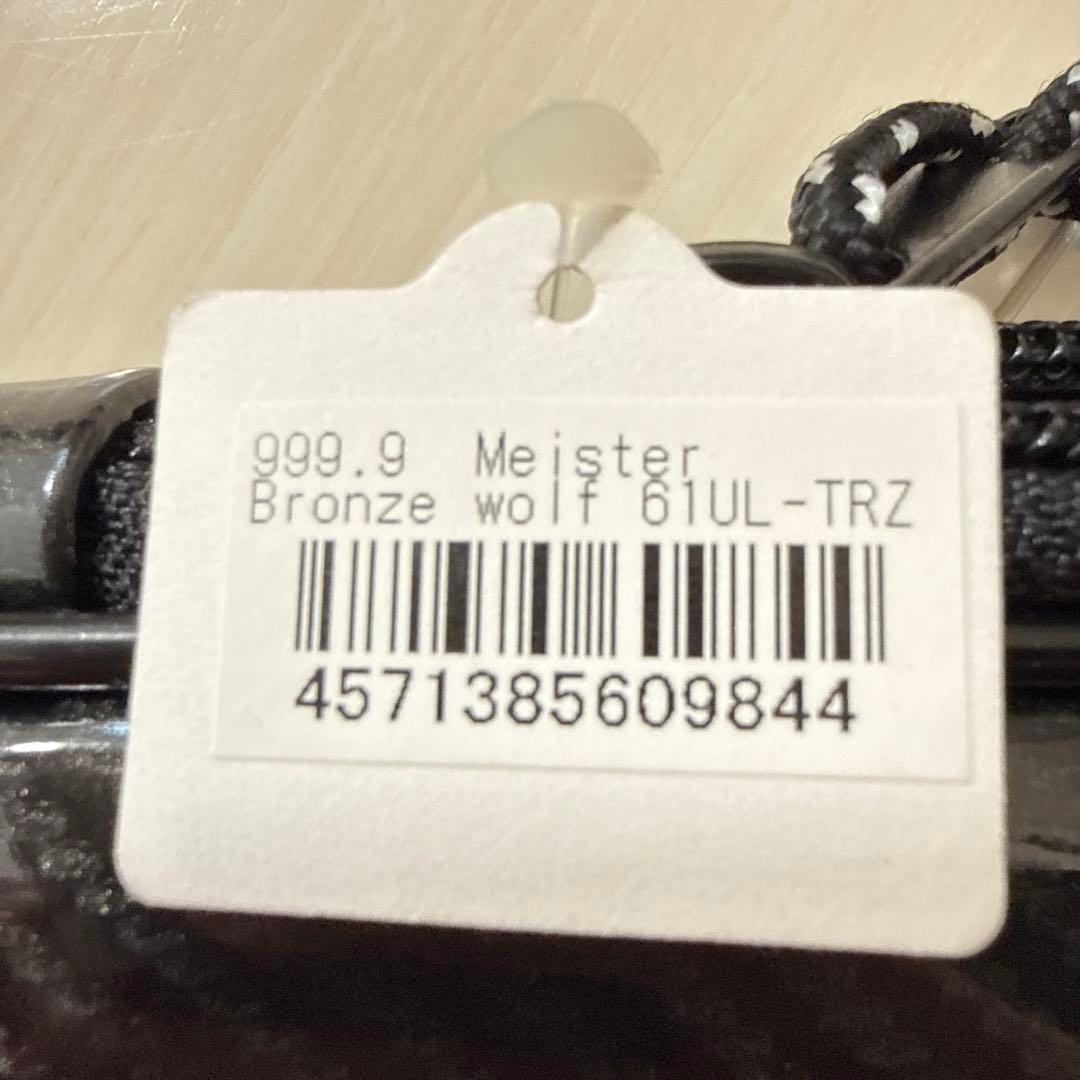 999.9 Meister
Bronze wolf 61UL-TRZ
4571385609844